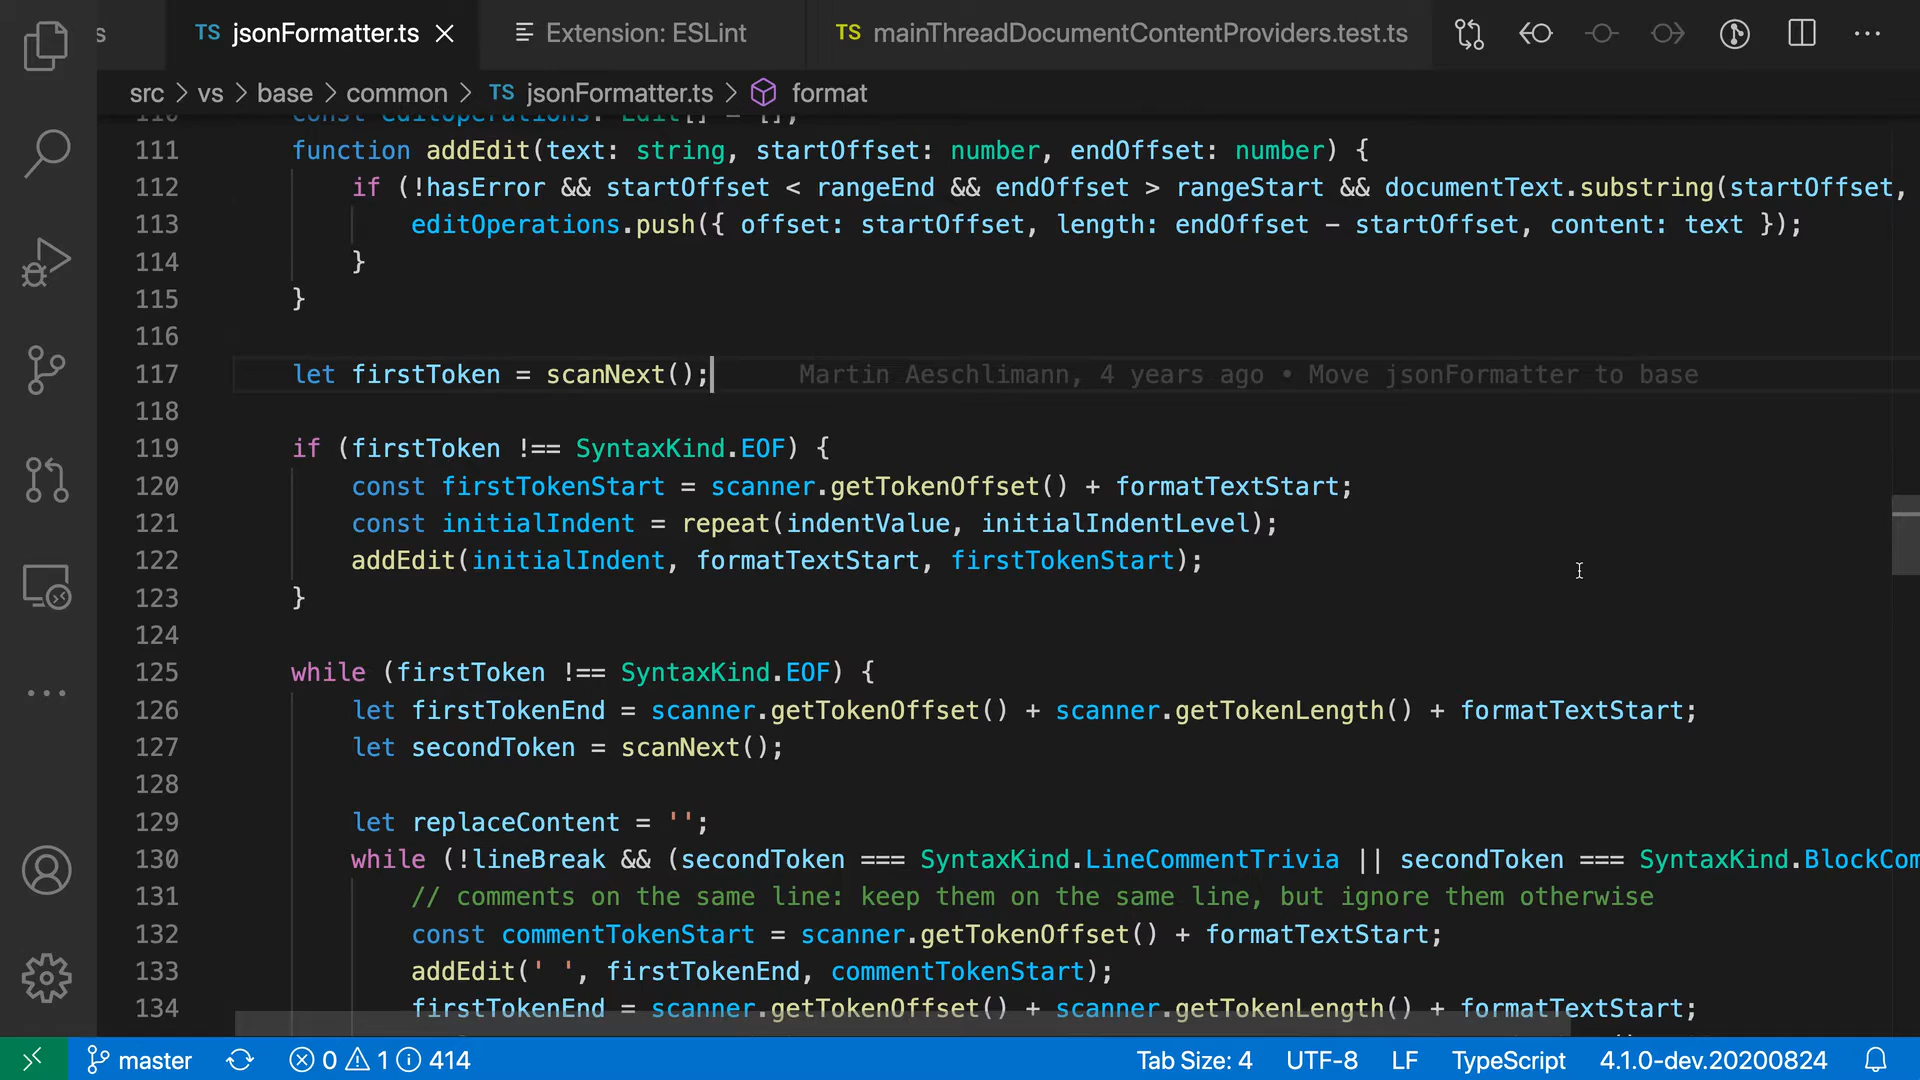 s TS jsonFormatter.ts Extension: ESLint TS mainThreadDocumentContentProviders.test.ts
src > vs > base > common > TS jsonFormatter.ts > format
110 const editOperations: Edit[] = [];
111 function addEdit(text: string, startOffset: number, endOffset: number) {
112 if (!hasError && startOffset < rangeEnd && endOffset > rangeStart && documentText.substring(startOffset,
113 editOperations.push({ offset: startOffset, length: endOffset - startOffset, content: text });
114 }
115 }
116
117 let firstToken = scanNext(); Martin Aeschlimann, 4 years ago • Move jsonFormatter to base
118
119 if (firstToken !== SyntaxKind.EOF) {
120 const firstTokenStart = scanner.getTokenOffset() + formatTextStart;
121 const initialIndent = repeat(indentValue, initialIndentLevel);
122 addEdit(initialIndent, formatTextStart, firstTokenStart);
123 }
124
125 while (firstToken !== SyntaxKind.EOF) {
126 let firstTokenEnd = scanner.getTokenOffset() + scanner.getTokenLength() + formatTextStart;
127 let secondToken = scanNext();
128
129 let replaceContent = '';
130 while (!lineBreak && (secondToken === SyntaxKind.LineCommentTrivia || secondToken === SyntaxKind.BlockCom
131 // comments on the same line: keep them on the same line, but ignore them otherwise
132 const commentTokenStart = scanner.getTokenOffset() + formatTextStart;
133 addEdit(' ', firstTokenEnd, commentTokenStart);
134 firstTokenEnd = scanner.getTokenOffset() + scanner.getTokenLength() + formatTextStart;
master 0 1 414 Tab Size: 4 UTF-8 LF TypeScript 4.1.0-dev.20200824